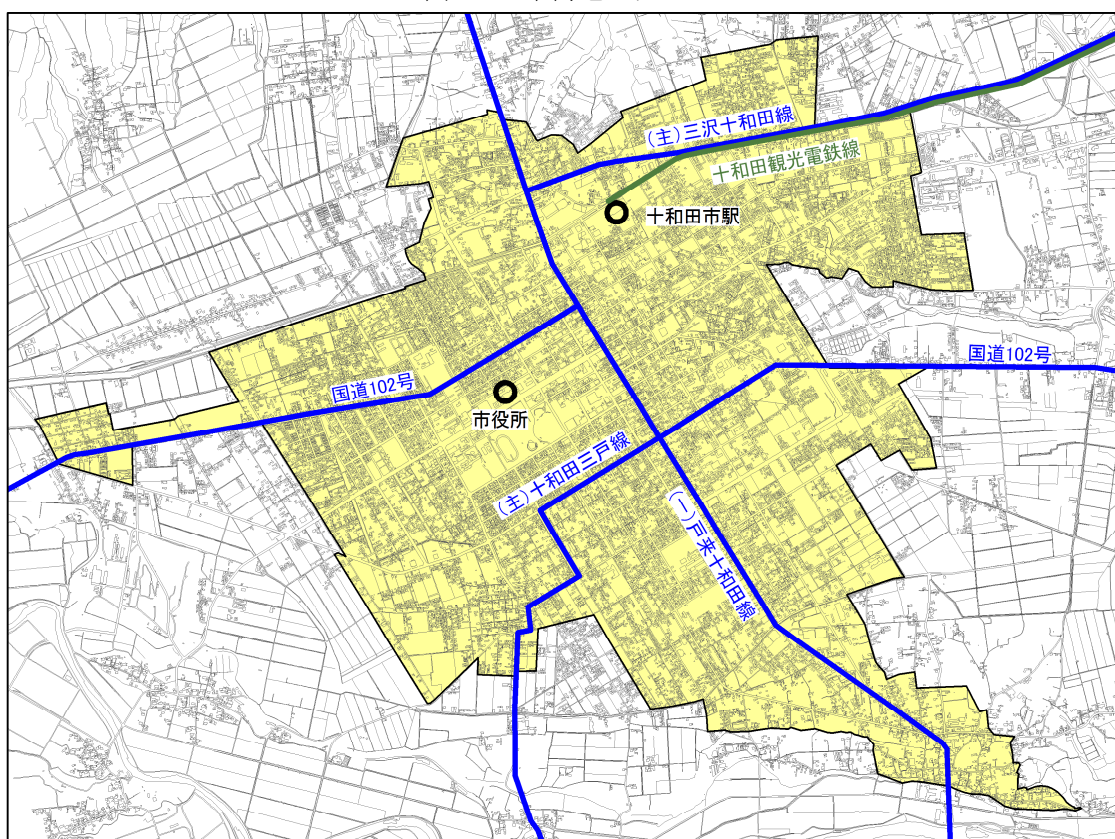 (主)三沢十和田線
十和田観光電鉄線
十和田市駅
国道102号
国道102号
市役所
(主)十和田三戸線
(一)戸来十和田線